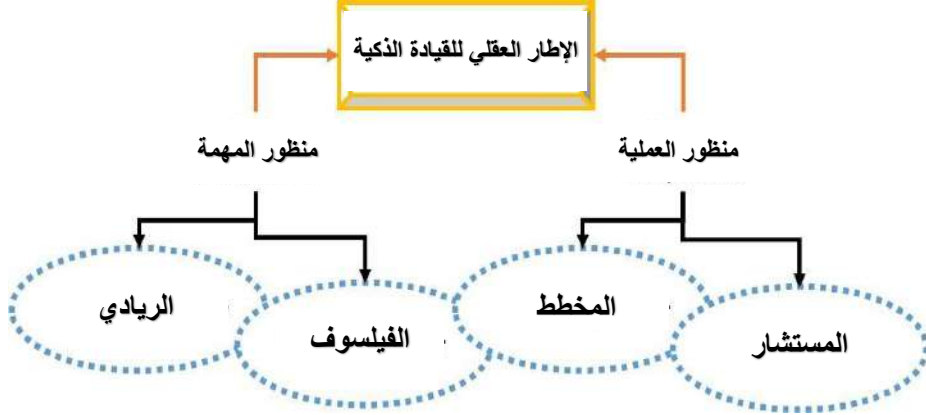 الإطار العقلي للقيادة الذكية
منظور العملية
منظور المهمة
المستشار
المخطط
الفيلسوف
الريادي